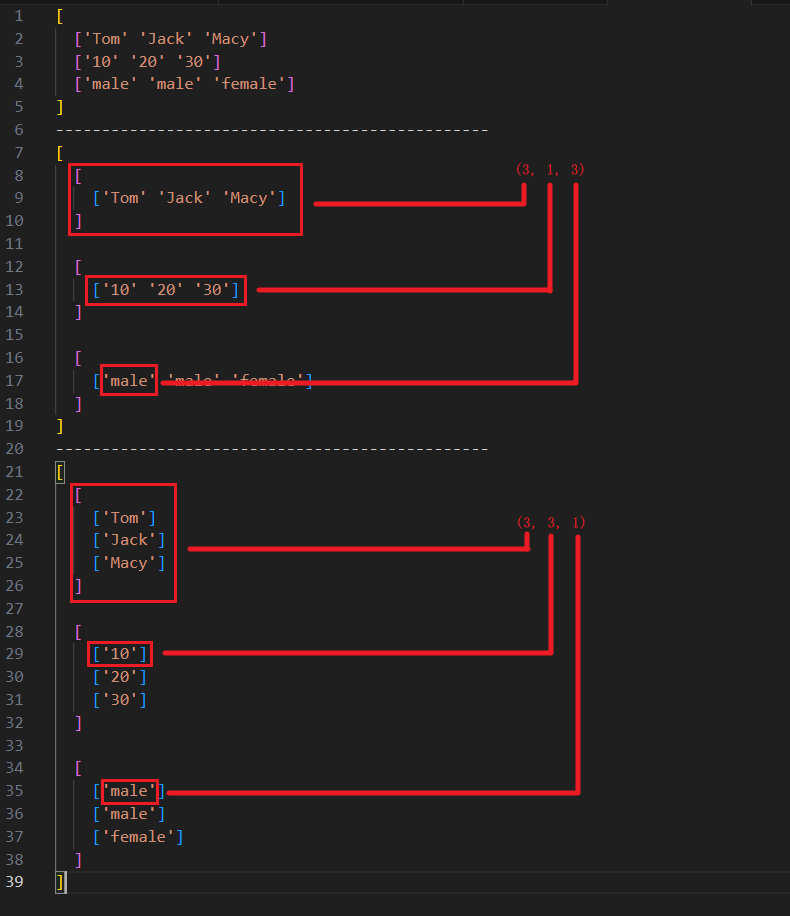 1 [
2 ['Tom' 'Jack' 'Macy']
3 ['10' '20' '30']
4 ['male' 'male' 'female']
5 ]
6 -----------------------------------------------
7 [
8 [ (3, 1, 3)
9 ['Tom' 'Jack' 'Macy']
10 ]
11
12 [
13 ['10' '20' '30']
14 ]
15
16 [
17 ['male' 'male' 'female']
18 ]
19 ]
20 -----------------------------------------------
21 [
22 [
23 ['Tom'] (3, 3, 1)
24 ['Jack']
25 ['Macy']
26 ]
27
28 [
29 ['10']
30 ['20']
31 ['30']
32 ]
33
34 [
35 ['male']
36 ['male']
37 ['female']
38 ]
39 ]